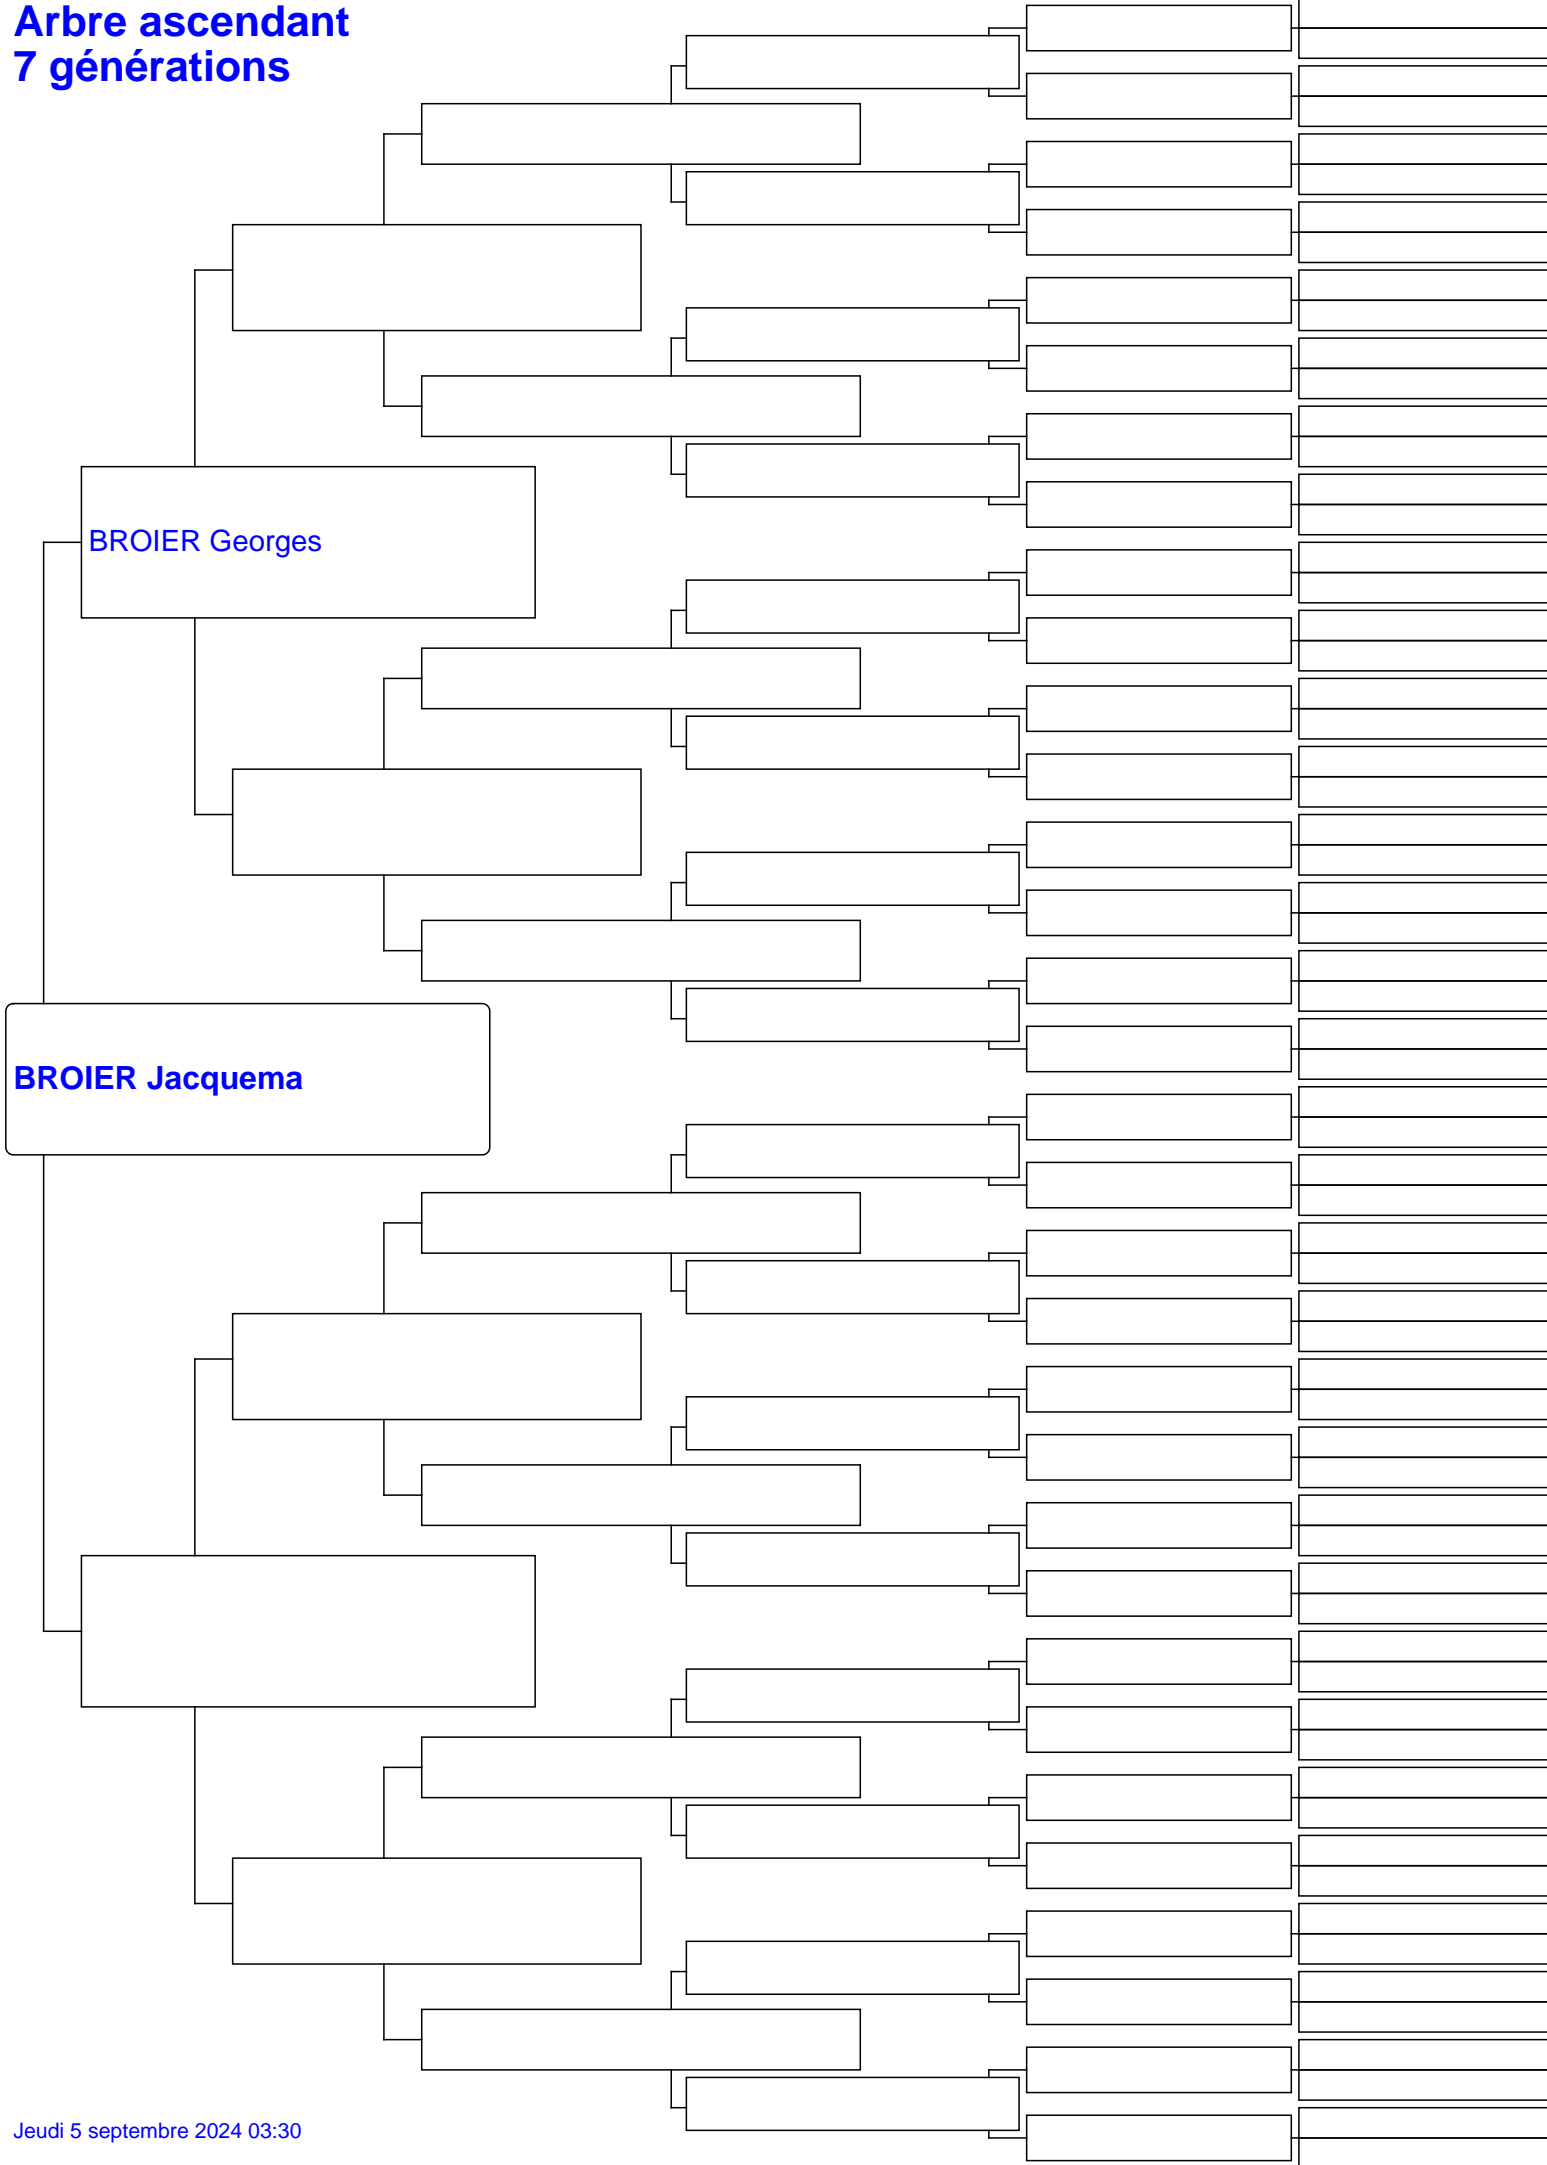 Arbre ascendant
7 générations
BROIER Georges
BROIER Jacquema
Jeudi 5 septembre 2024 03:30